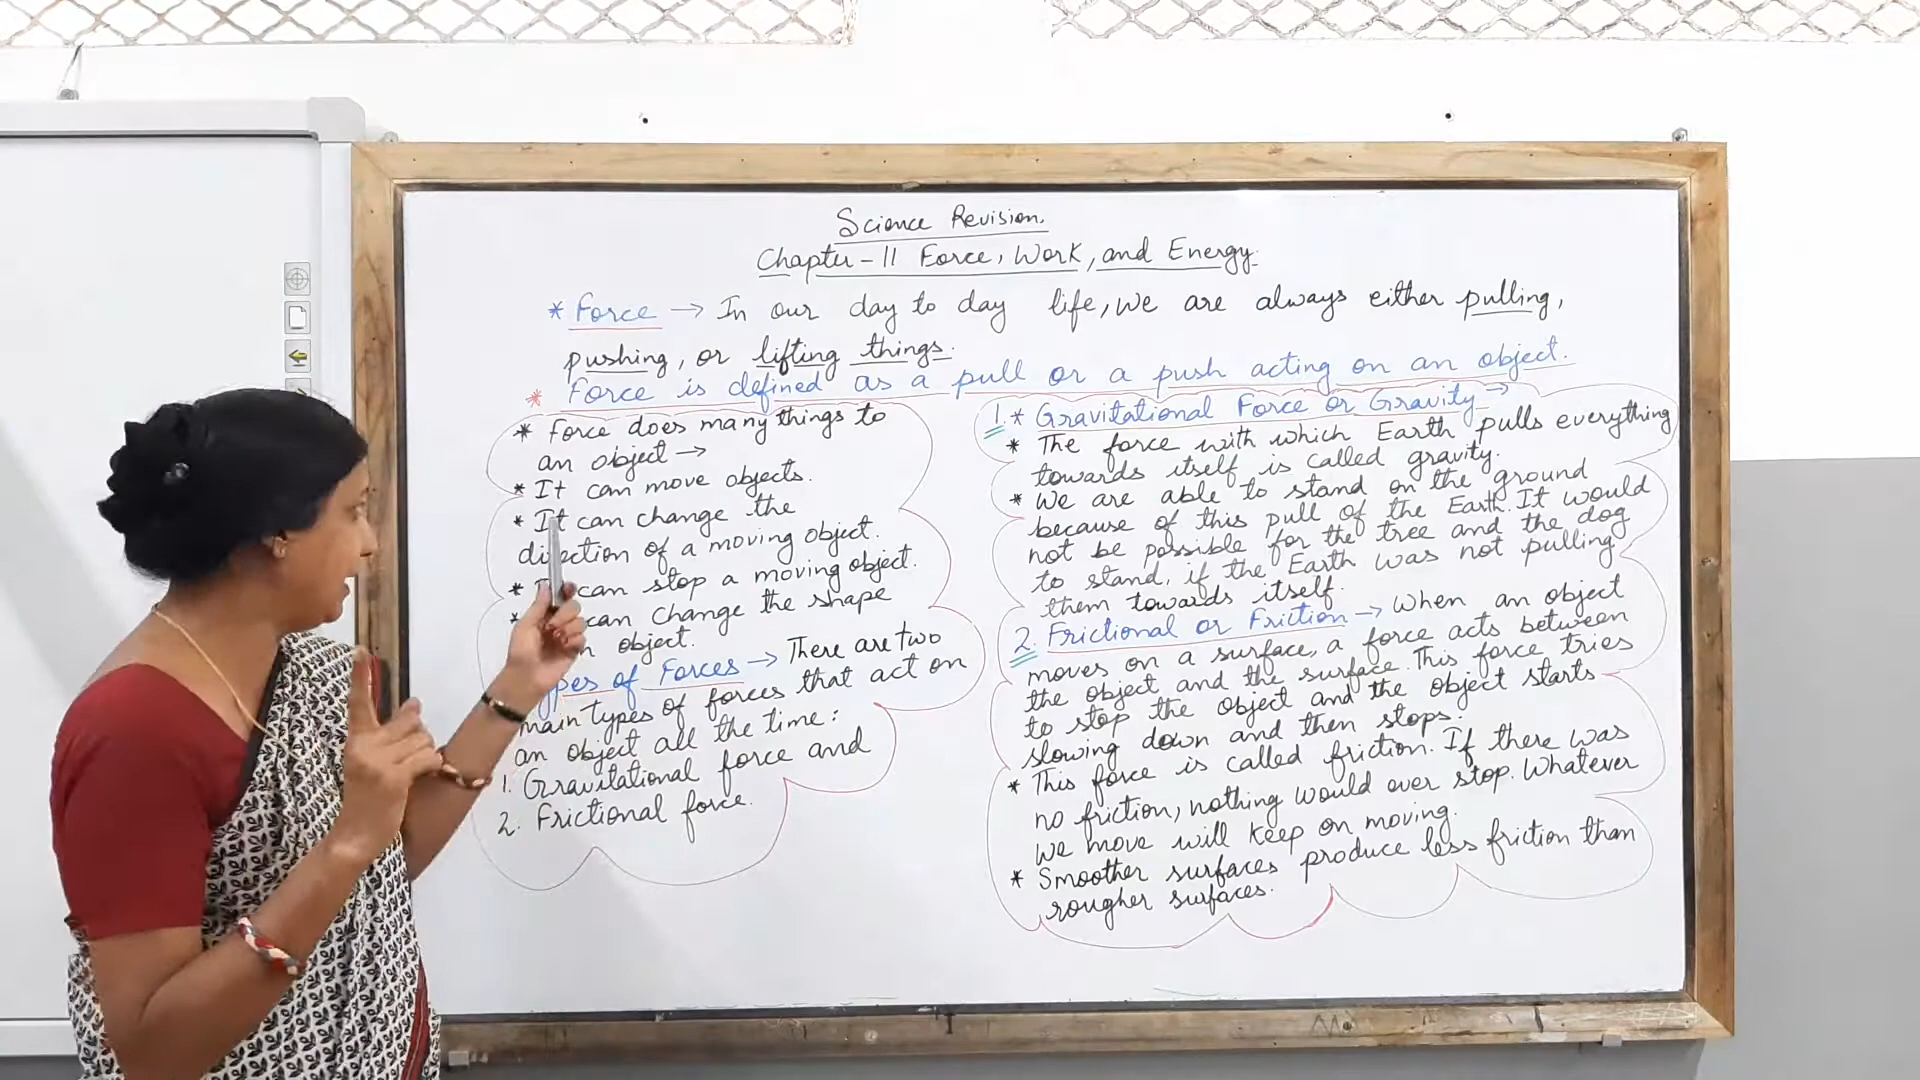 Science Revision.
Chapter-11 Force, Work, and Energy.
* Force → In our day to day life, we are always either pulling,
pushing, or lifting things.
* Force is defined as a pull or a push acting on an object.
* Force does many things to
an object →
* It can move objects.
* It can change the
direction of a moving object.
* can stop a moving object.
* can change the shape
object.
of Forces → There are two
main types of forces that act on
an object all the time:
1. Gravitational force and
2. Frictional force.
1. * Gravitational Force or Gravity →
* The force with which Earth pulls everything
towards itself is called gravity.
* We are able to stand on the ground
because of this pull of the Earth. It would
not be possible for the tree and the dog
to stand, if the Earth was not pulling
them towards itself.
2. Frictional or Friction → When an object
moves on a surface, a force acts between
the object and the surface. This force tries
to stop the object and the object starts
slowing down and then stops.
* This force is called friction. If there was
no friction, nothing would ever stop. Whatever
we move will keep on moving.
* Smoother surfaces produce less friction than
rougher surfaces.